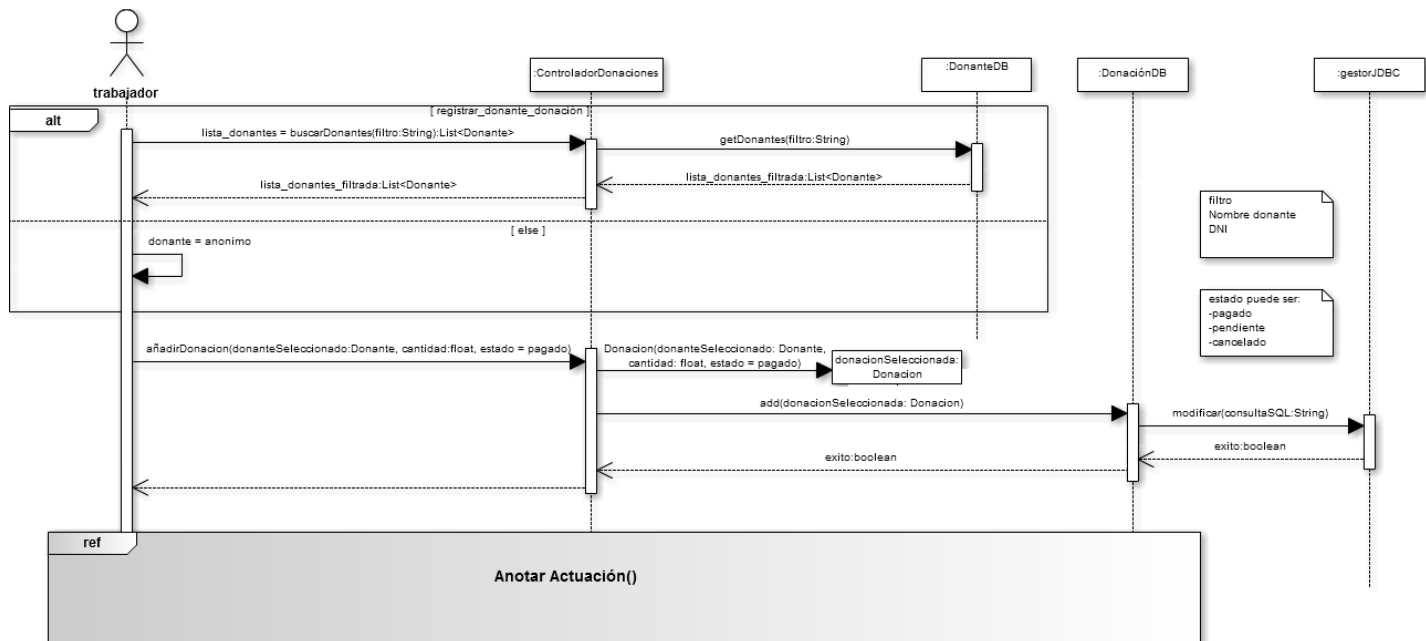 trabajador
:ControladorDonaciones
:DonanteDB
:DonaciónDB
:gestorJDBC
alt
[ registrar_donante_donación ]
lista_donantes = buscarDonantes(filtro:String):List<Donante>
getDonantes(filtro:String)
lista_donantes_filtrada:List<Donante>
lista_donantes_filtrada:List<Donante>
filtro
Nombre donante
DNI
[ else ]
donante = anonimo
estado puede ser:
-pagado
-pendiente
-cancelado
añadirDonacion(donanteSeleccionado:Donante, cantidad:float, estado = pagado)
Donacion(donanteSeleccionado: Donante,
cantidad: float, estado = pagado)
donacionSeleccionada:
Donacion
add(donacionSeleccionada: Donacion)
modificar(consultaSQL:String)
exito:boolean
exito:boolean
ref
Anotar Actuación()